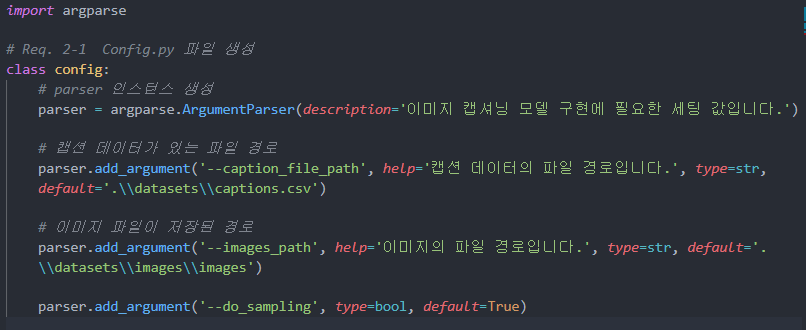 import argparse
# Req. 2-1  Config.py 파일 생성
class config:
    # parser 인스턴스 생성
    parser = argparse.ArgumentParser(description='이미지 캡셔닝 모델 구현에 필요한 세팅 값입니다.')
    # 캡션 데이터가 있는 파일 경로
    parser.add_argument('--caption_file_path', help='캡션 데이터의 파일 경로입니다.', type=str,
    default='.\\datasets\\captions.csv')
    # 이미지 파일이 저장된 경로
    parser.add_argument('--images_path', help='이미지의 파일 경로입니다.', type=str, default='.
    \\datasets\\images\\images')
    parser.add_argument('--do_sampling', type=bool, default=True)